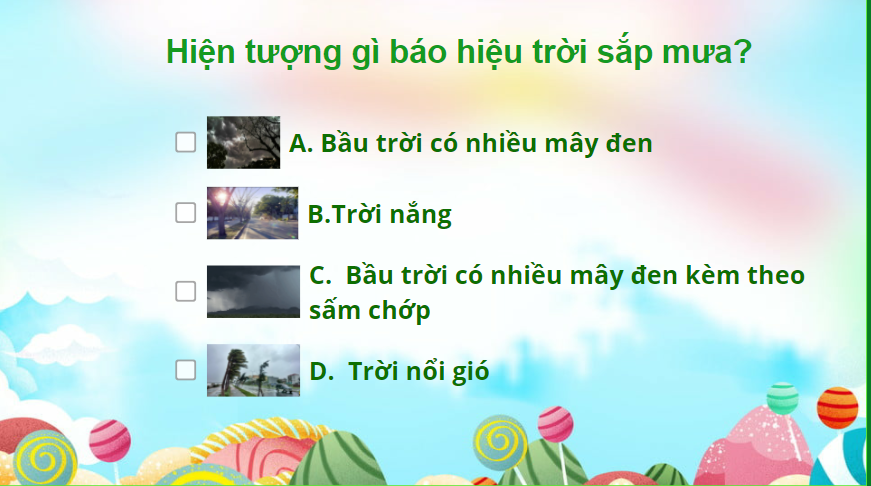 Hiện tượng gì báo hiệu trời sắp mưa?
A. Bầu trời có nhiều mây đen
B.Trời nắng
C. Bầu trời có nhiều mây đen kèm theo
sấm chớp
D. Trời nổi gió